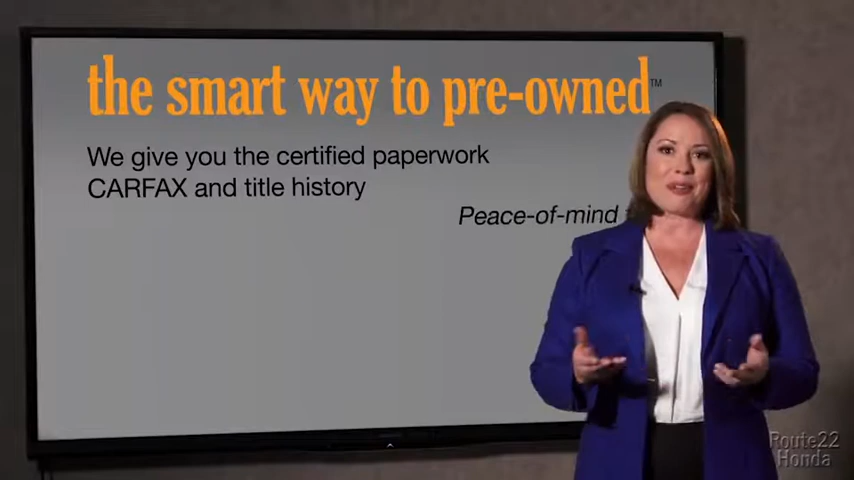 the smart way to pre-owned™
We give you the certified paperwork
CARFAX and title history
Peace-of-mind
Route22
Honda